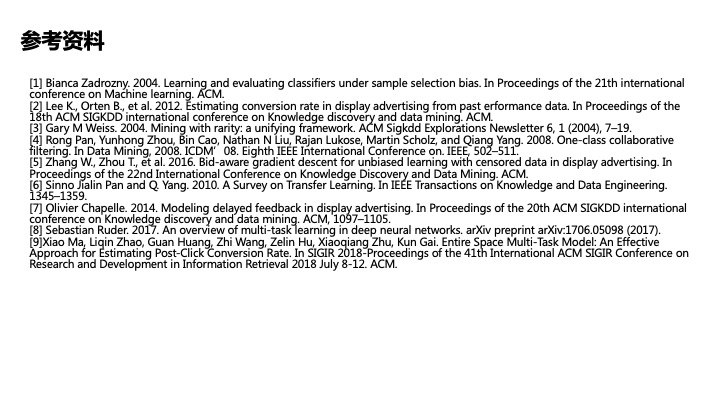 参考资料
[1] Bianca Zadrozny. 2004. Learning and evaluating classifiers under sample selection bias. In Proceedings of the 21th international
conference on Machine learning. ACM.
[2] Lee K., Orten B., et al. 2012. Estimating conversion rate in display advertising from past erformance data. In Proceedings of the
18th ACM SIGKDD international conference on Knowledge discovery and data mining. ACM.
[3] Gary M Weiss. 2004. Mining with rarity: a unifying framework. ACM Sigkdd Explorations Newsletter 6, 1 (2004), 7–19.
[4] Rong Pan, Yunhong Zhou, Bin Cao, Nathan N Liu, Rajan Lukose, Martin Scholz, and Qiang Yang. 2008. One-class collaborative
filtering. In Data Mining, 2008. ICDM’08. Eighth IEEE International Conference on. IEEE, 502–511.
[5] Zhang W., Zhou T., et al. 2016. Bid-aware gradient descent for unbiased learning with censored data in display advertising. In
Proceedings of the 22nd International Conference on Knowledge Discovery and Data Mining. ACM.
[6] Sinno Jialin Pan and Q. Yang. 2010. A Survey on Transfer Learning. In IEEE Transactions on Knowledge and Data Engineering.
1345–1359.
[7] Olivier Chapelle. 2014. Modeling delayed feedback in display advertising. In Proceedings of the 20th ACM SIGKDD international
conference on Knowledge discovery and data mining. ACM, 1097–1105.
[8] Sebastian Ruder. 2017. An overview of multi-task learning in deep neural networks. arXiv preprint arXiv:1706.05098 (2017).
[9]Xiao Ma, Liqin Zhao, Guan Huang, Zhi Wang, Zelin Hu, Xiaoqiang Zhu, Kun Gai. Entire Space Multi-Task Model: An Effective
Approach for Estimating Post-Click Conversion Rate. In SIGIR 2018-Proceedings of the 41th International ACM SIGIR Conference on
Research and Development in Information Retrieval 2018 July 8-12. ACM.